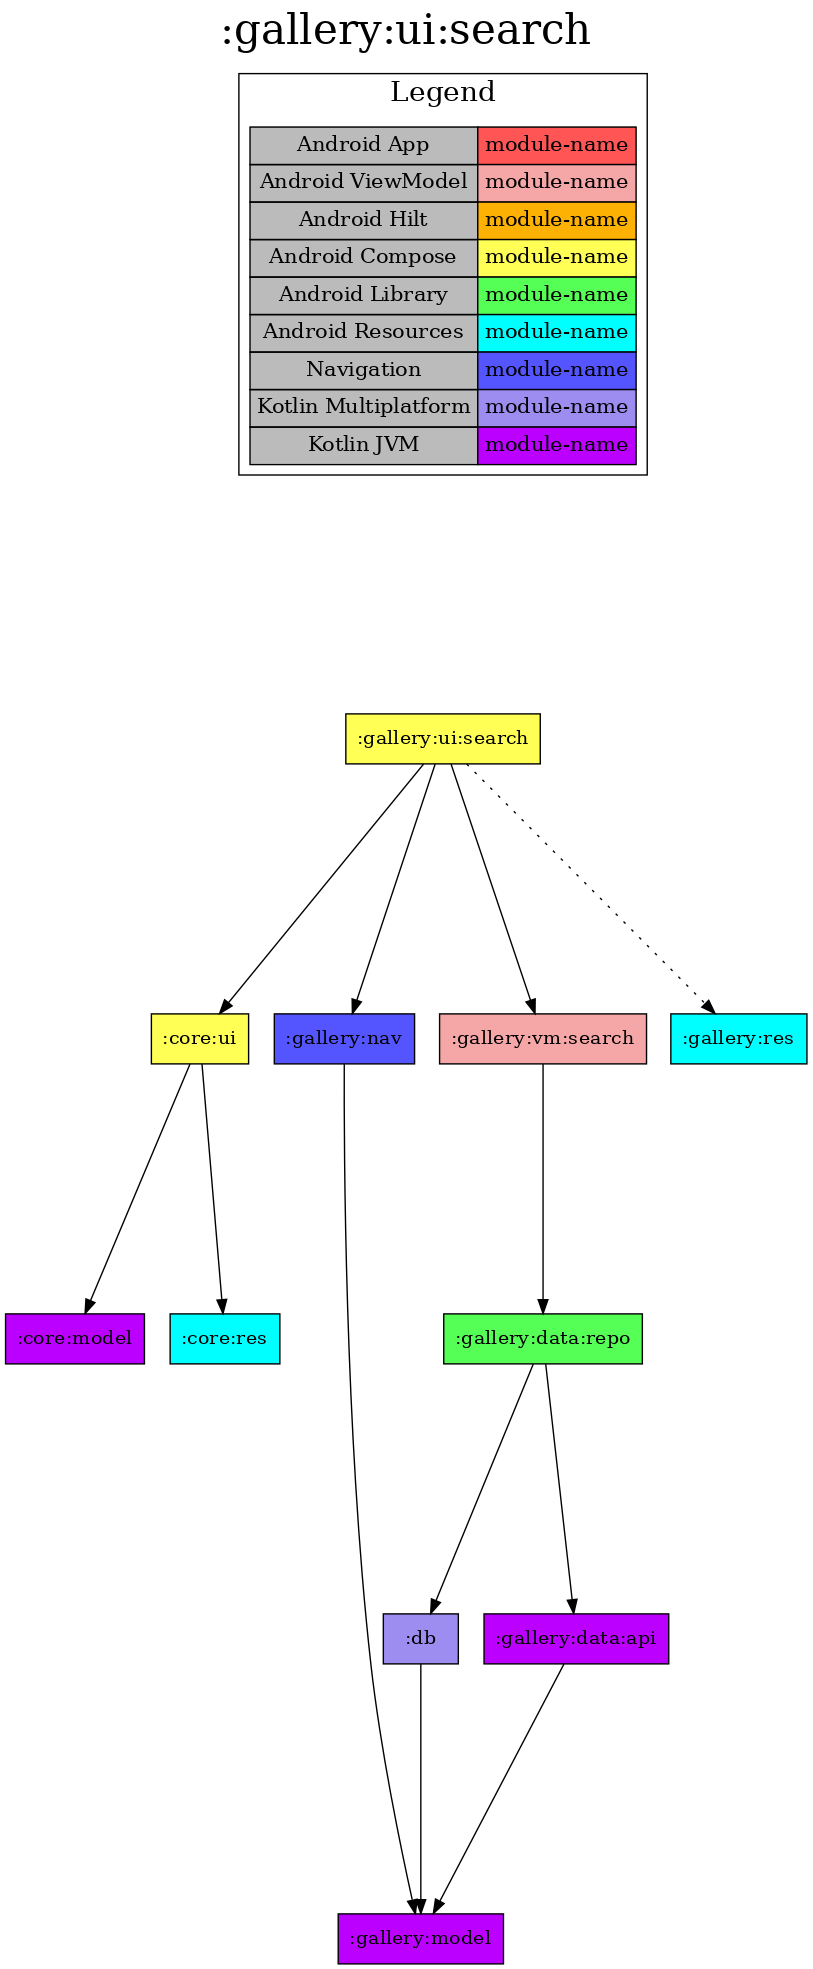 :gallery:ui:search
Legend
Android App module-name
Android ViewModel module-name
Android Hilt module-name
Android Compose module-name
Android Library module-name
Android Resources module-name
Navigation module-name
Kotlin Multiplatform module-name
Kotlin JVM module-name
:gallery:ui:search
:core:ui :gallery:nav :gallery:vm:search :gallery:res
:core:model :core:res :gallery:data:repo
:db :gallery:data:api
:gallery:model